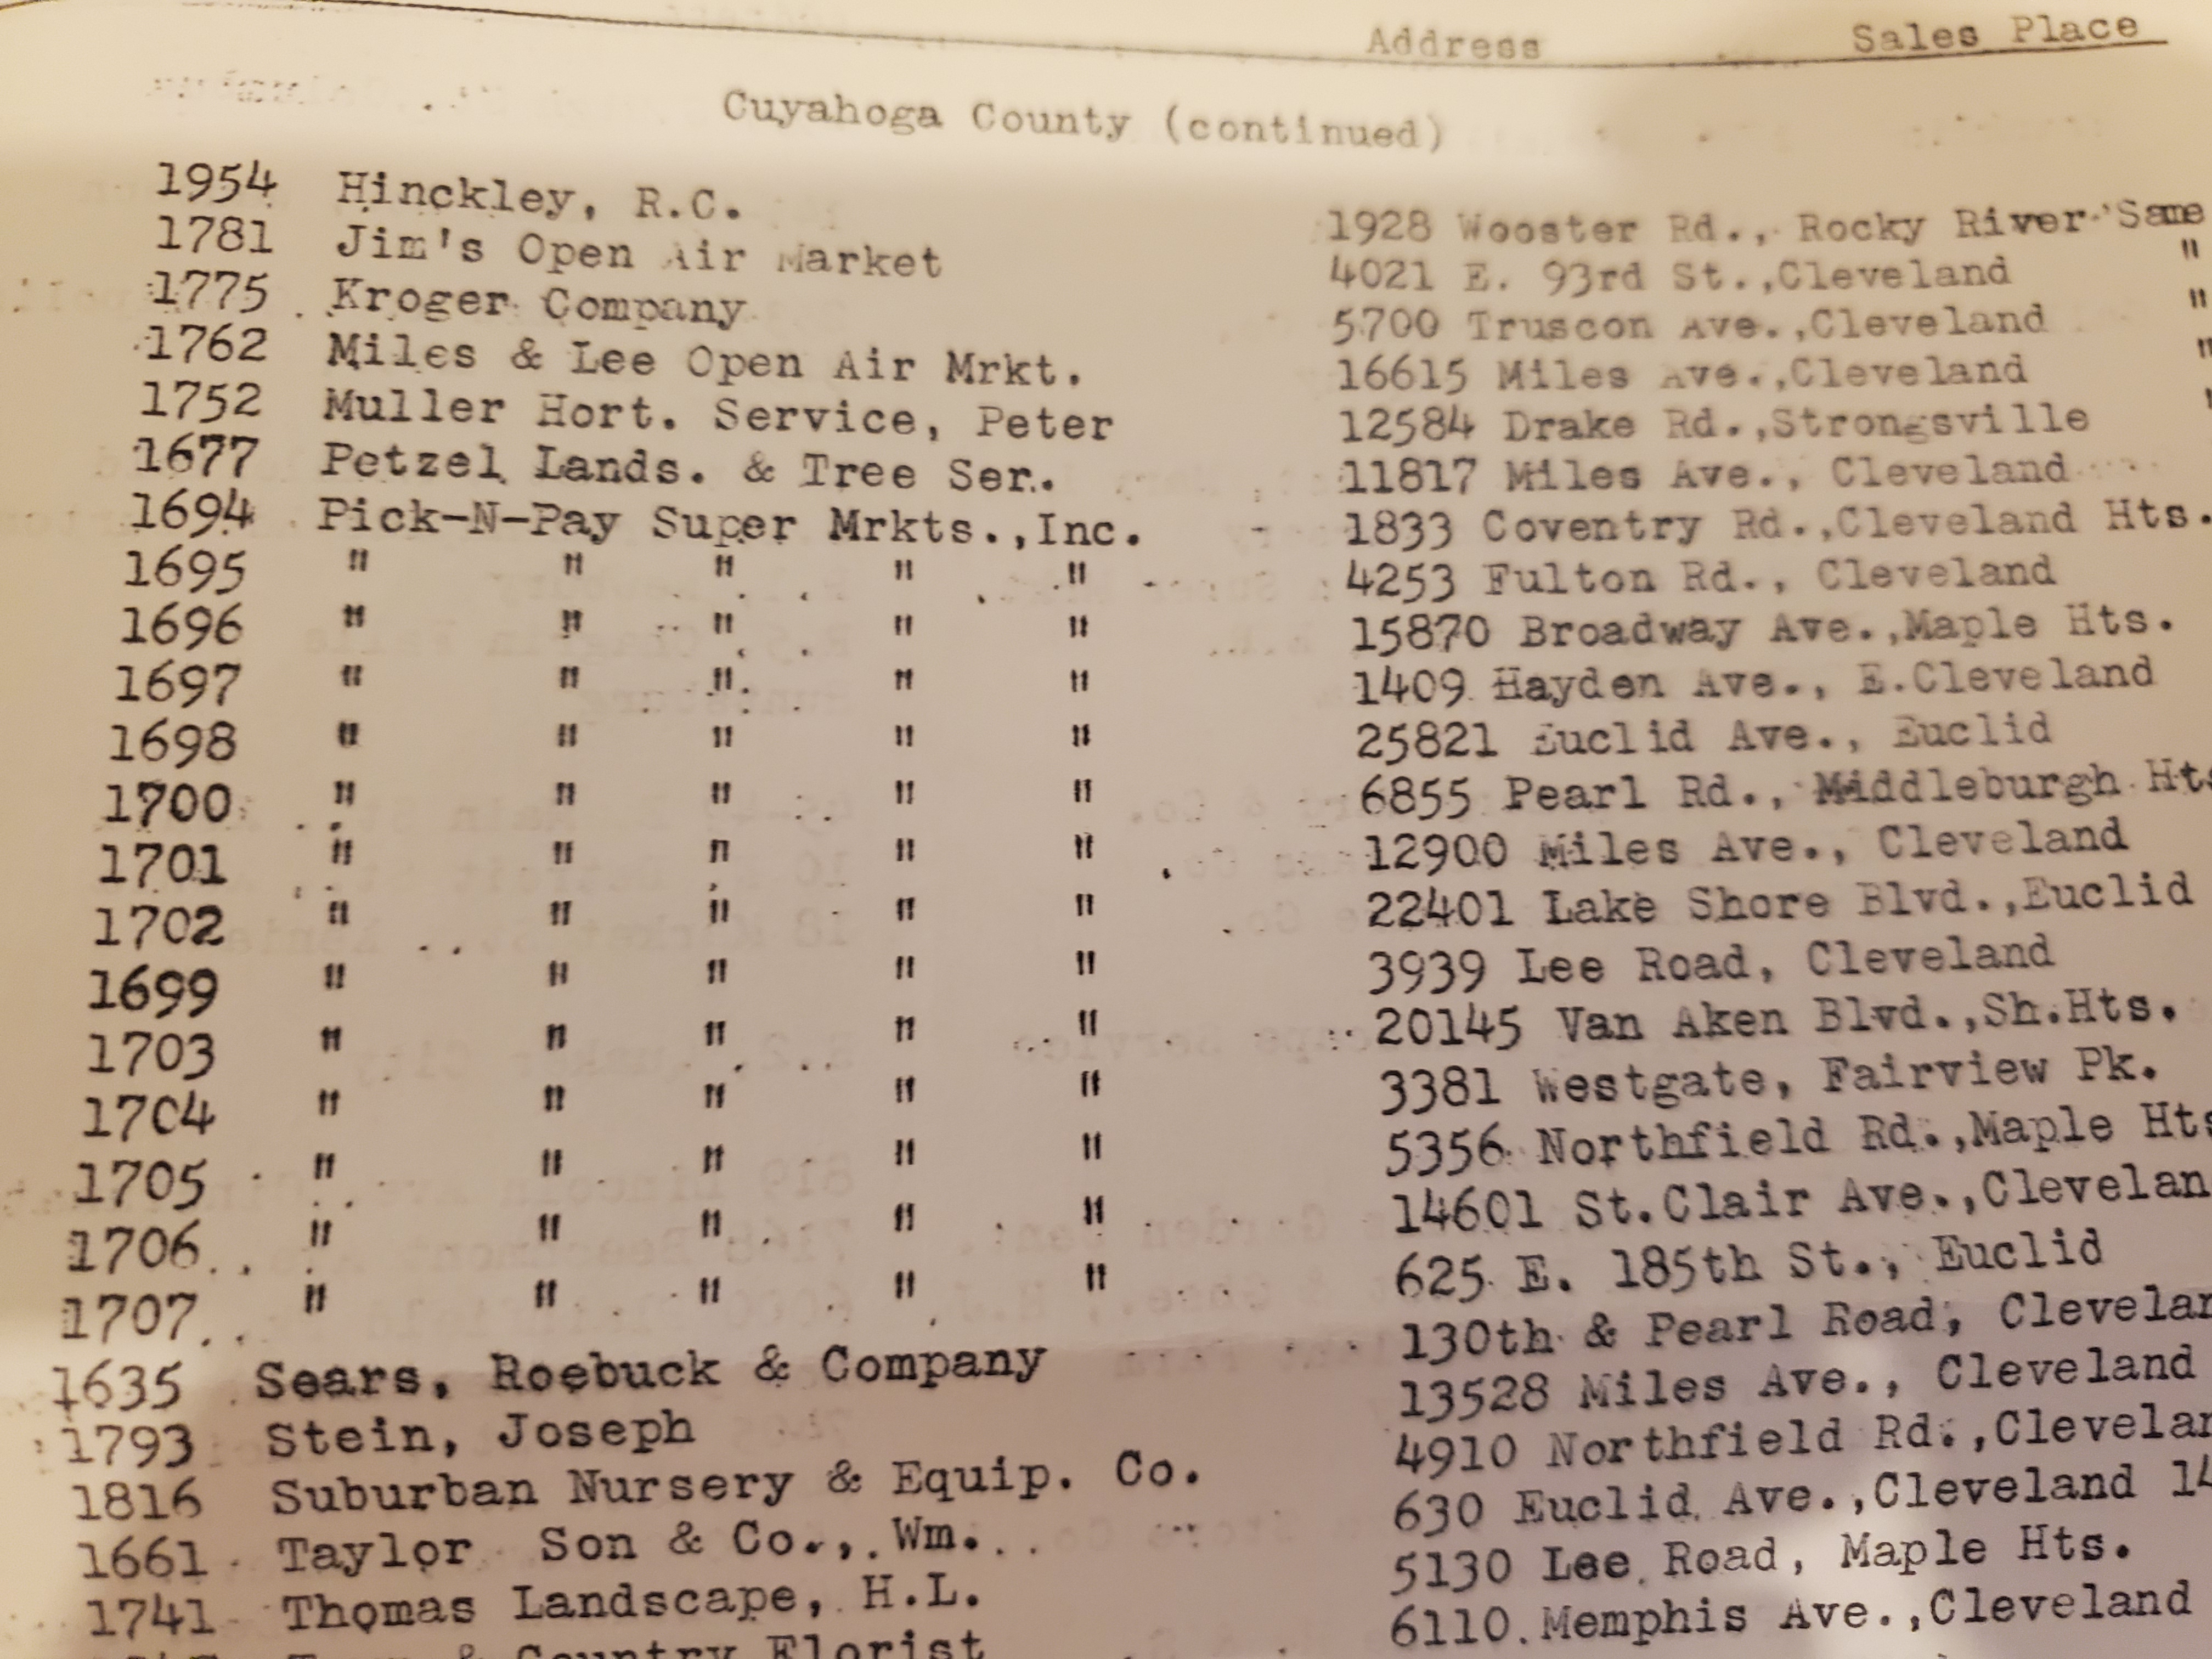 Address Sales Place
Cuyahoga County (continued)
1954 Hinckley, R.C. 1928 Wooster Rd., Rocky River Same
1781 Jim's Open Air Market 4021 E. 93rd St.,Cleveland "
1775 Kroger Company 5700 Truscon Ave.,Cleveland "
1762 Miles & Lee Open Air Mrkt. 16615 Miles Ave.,Cleveland "
1752 Muller Hort. Service, Peter 12584 Drake Rd.,Strongsville "
1677 Petzel Lands. & Tree Ser. 11817 Miles Ave., Cleveland
1694 Pick-N-Pay Super Mrkts.,Inc. 1833 Coventry Rd.,Cleveland Hts.
1695 " " " " " 4253 Fulton Rd., Cleveland
1696 " " " " " 15870 Broadway Ave.,Maple Hts.
1697 " " " " " 1409 Hayden Ave., E.Cleveland
1698 " " " " " 25821 Euclid Ave., Euclid
1700 " " " " " 6855 Pearl Rd., Middleburgh Hts
1701 " " " " " 12900 Miles Ave., Cleveland
1702 " " " " " 22401 Lake Shore Blvd.,Euclid
1699 " " " " " 3939 Lee Road, Cleveland
1703 " " " " " 20145 Van Aken Blvd.,Sh.Hts.
1704 " " " " " 3381 Westgate, Fairview Pk.
1705 " " " " " 5356 Northfield Rd.,Maple Hts
1706 " " " " " 14601 St.Clair Ave.,Clevelan
1707 " " " " " 625 E. 185th St., Euclid
1635 Sears, Roebuck & Company 130th & Pearl Road, Clevelan
1793 Stein, Joseph 13528 Miles Ave., Cleveland
1816 Suburban Nursery & Equip. Co. 4910 Northfield Rd.,Clevelan
1661 Taylor Son & Co., Wm. 630 Euclid Ave.,Cleveland 14
1741 Thomas Landscape, H.L. 5130 Lee Road, Maple Hts.
& Country Florist 6110 Memphis Ave.,Cleveland